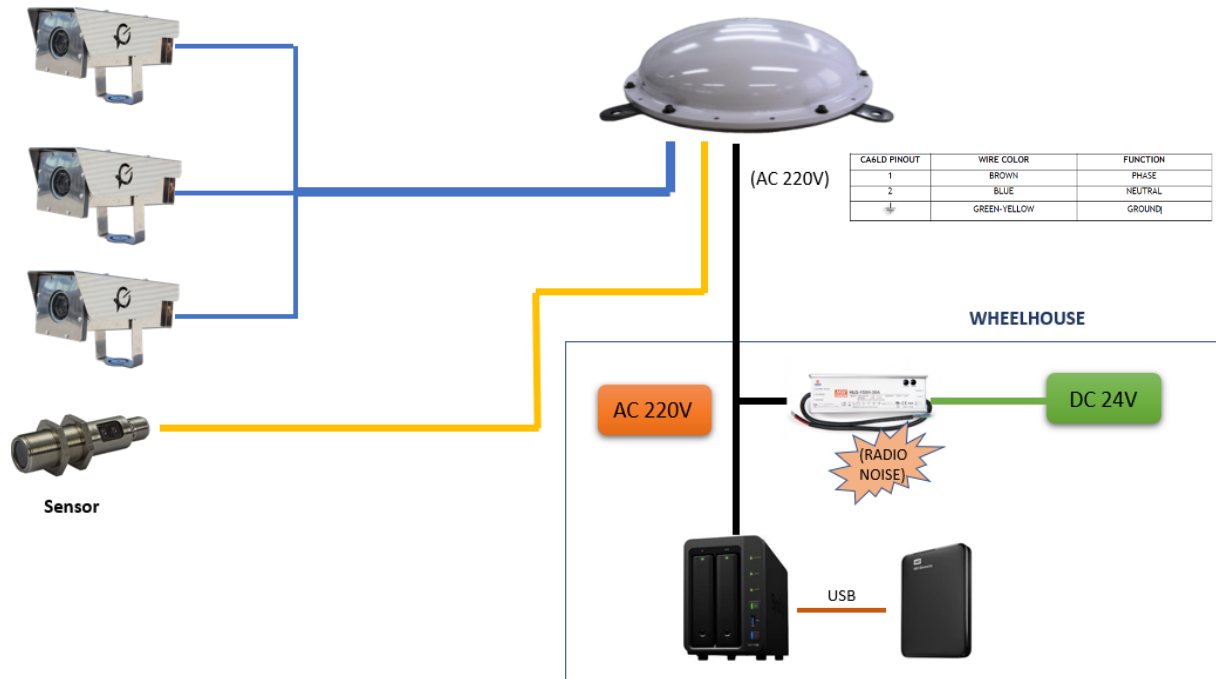 (AC 220V)
CA6LD PINOUT WIRE COLOR FUNCTION
1 BROWN PHASE
2 BLUE NEUTRAL
GREEN-YELLOW GROUND
WHEELHOUSE
AC 220V
DC 24V
(RADIO
NOISE)
Sensor
USB